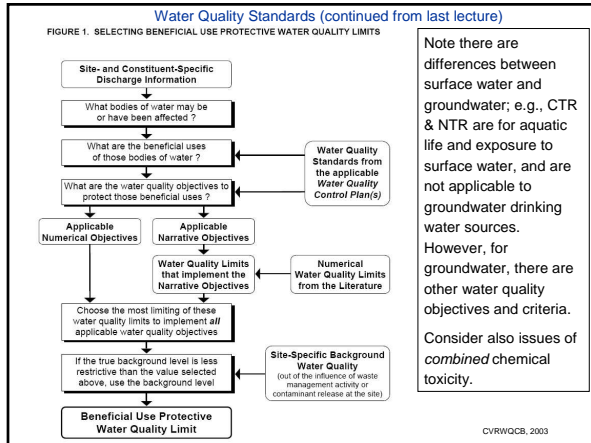 Water Quality Standards (continued from last lecture)
FIGURE 1. SELECTING BENEFICIAL USE PROTECTIVE WATER QUALITY LIMITS
Site- and Constituent-Specific
Discharge Information
What bodies of water may be
or have been affected ?
What are the beneficial uses
of those bodies of water ?
Water Quality
Standards from
the applicable
Water Quality
Control Plan(s)
What are the water quality objectives to
protect those beneficial uses ?
Applicable
Numerical Objectives
Applicable
Narrative Objectives
Water Quality Limits
that implement the
Narrative Objectives
Numerical
Water Quality Limits
from the Literature
Choose the most limiting of these
water quality limits to implement all
applicable water quality objectives
If the true background level is less
restrictive than the value selected
above, use the background level
Site-Specific Background
Water Quality
(out of the influence of waste
management activity or
contaminant release at the site)
Beneficial Use Protective
Water Quality Limit
Note there are
differences between
surface water and
groundwater; e.g., CTR
& NTR are for aquatic
life and exposure to
surface water, and are
not applicable to
groundwater drinking
water sources.
However, for
groundwater, there are
other water quality
objectives and criteria.
Consider also issues of
combined chemical
toxicity.
CVRWQCB, 2003